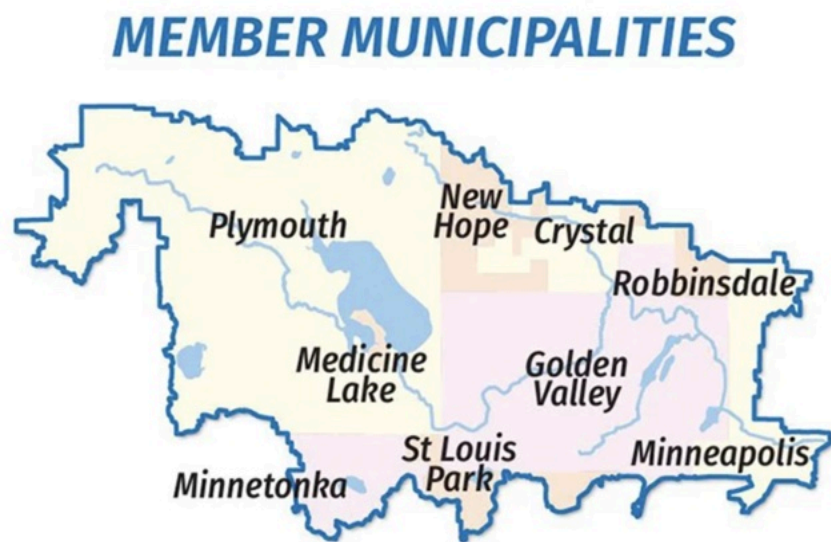 MEMBER MUNICIPALITIES
New
Hope
Plymouth
Crystal
Robbinsdale
Medicine
Lake
Golden
Valley
St Louis
Park
Minneapolis
Minnetonka